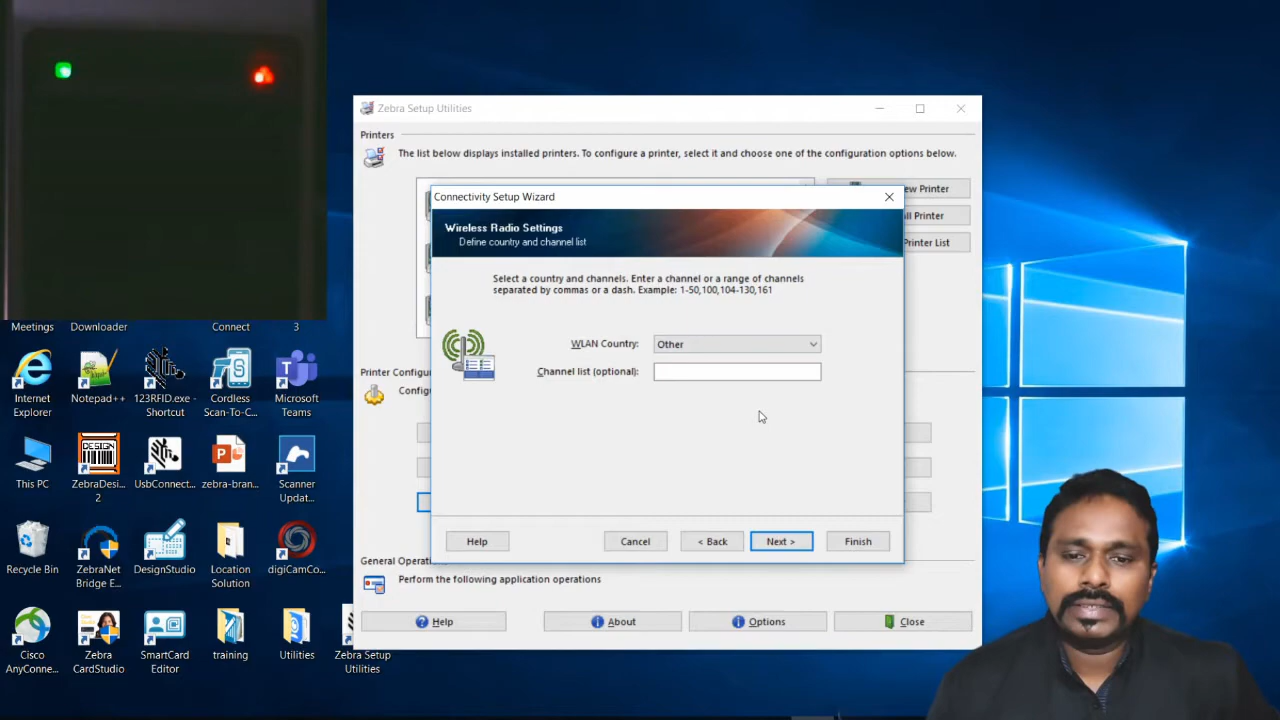 Zebra Setup Utilities
Printers
The list below displays installed printers. To configure a printer, select it and choose one of the configuration options below.
Connectivity Setup Wizard
ew Printer
Wireless Radio Settings
Define country and channel list
ll Printer
Printer List
Select a country and channels. Enter a channel or a range of channels
separated by commas or a dash. Example: 1-50,100,104-130,161
WLAN Country:
Other
Channel list (optional):
Printer Configu
Config
Help
Cancel
< Back
Next >
Finish
General Operati
Perform the following application operations
Help
About
Options
Close
Meetings
Downloader
Connect
3
Internet
Explorer
Notepad++
123RFID.exe -
Shortcut
Cordless
Scan-To-C...
Microsoft
Teams
This PC
DESIGN
ZebraDesi...
2
UsbConnect...
zebra-bran...
Scanner
Updat...
Recycle Bin
ZebraNet
Bridge E...
DesignStudio
Location
Solution
digiCamCo...
Cisco
AnyConne...
Zebra
CardStudio
SmartCard
Editor
training
Utilities
Zebra Setup
Utilities